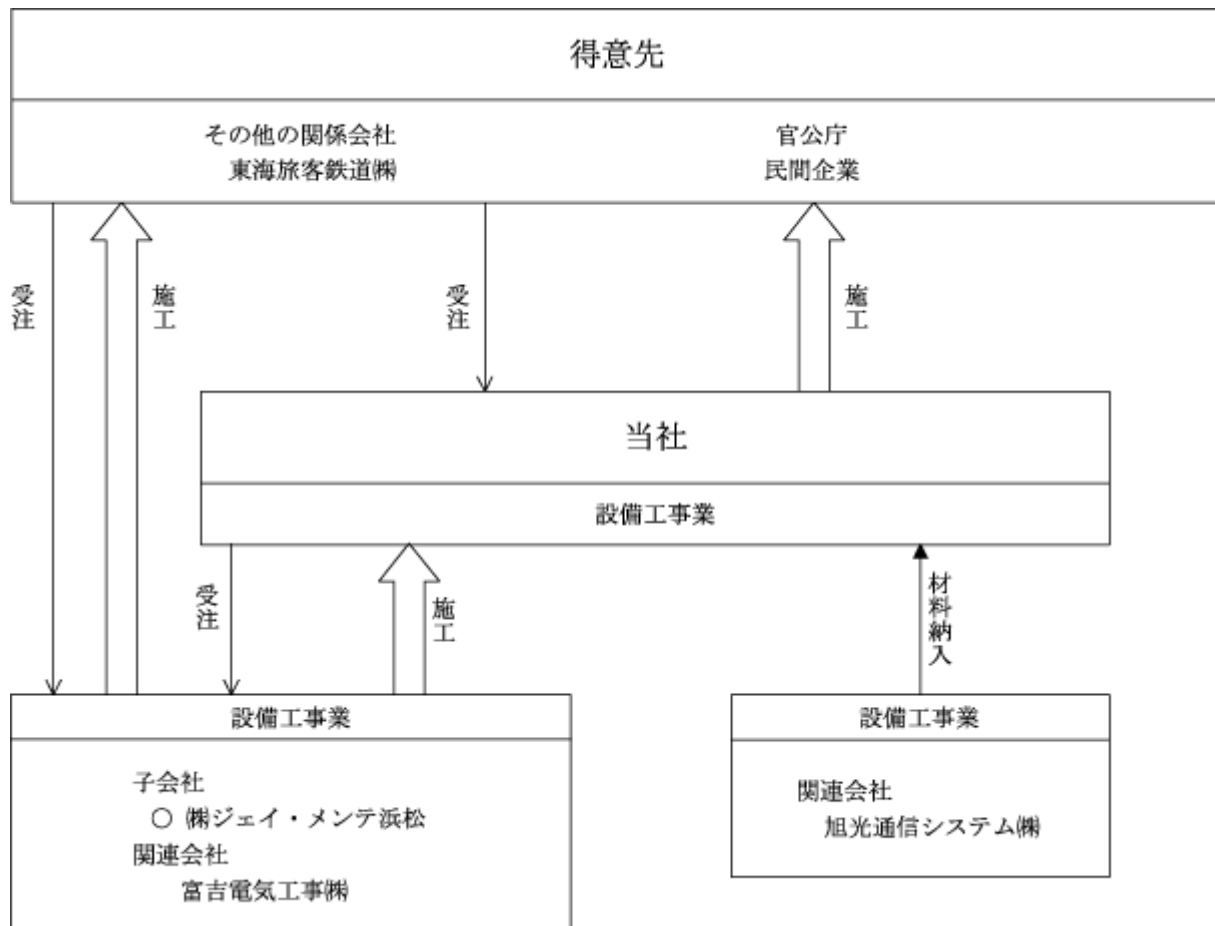 得意先
その他の関係会社
東海旅客鉄道㈱
官公庁
民間企業
受注
施工
受注
施工
当社
設備工事業
受注
施工
材料納入
設備工事業
子会社
○ ㈱ジェイ・メンテ浜松
関連会社
富吉電気工事㈱
設備工事業
関連会社
旭光通信システム㈱